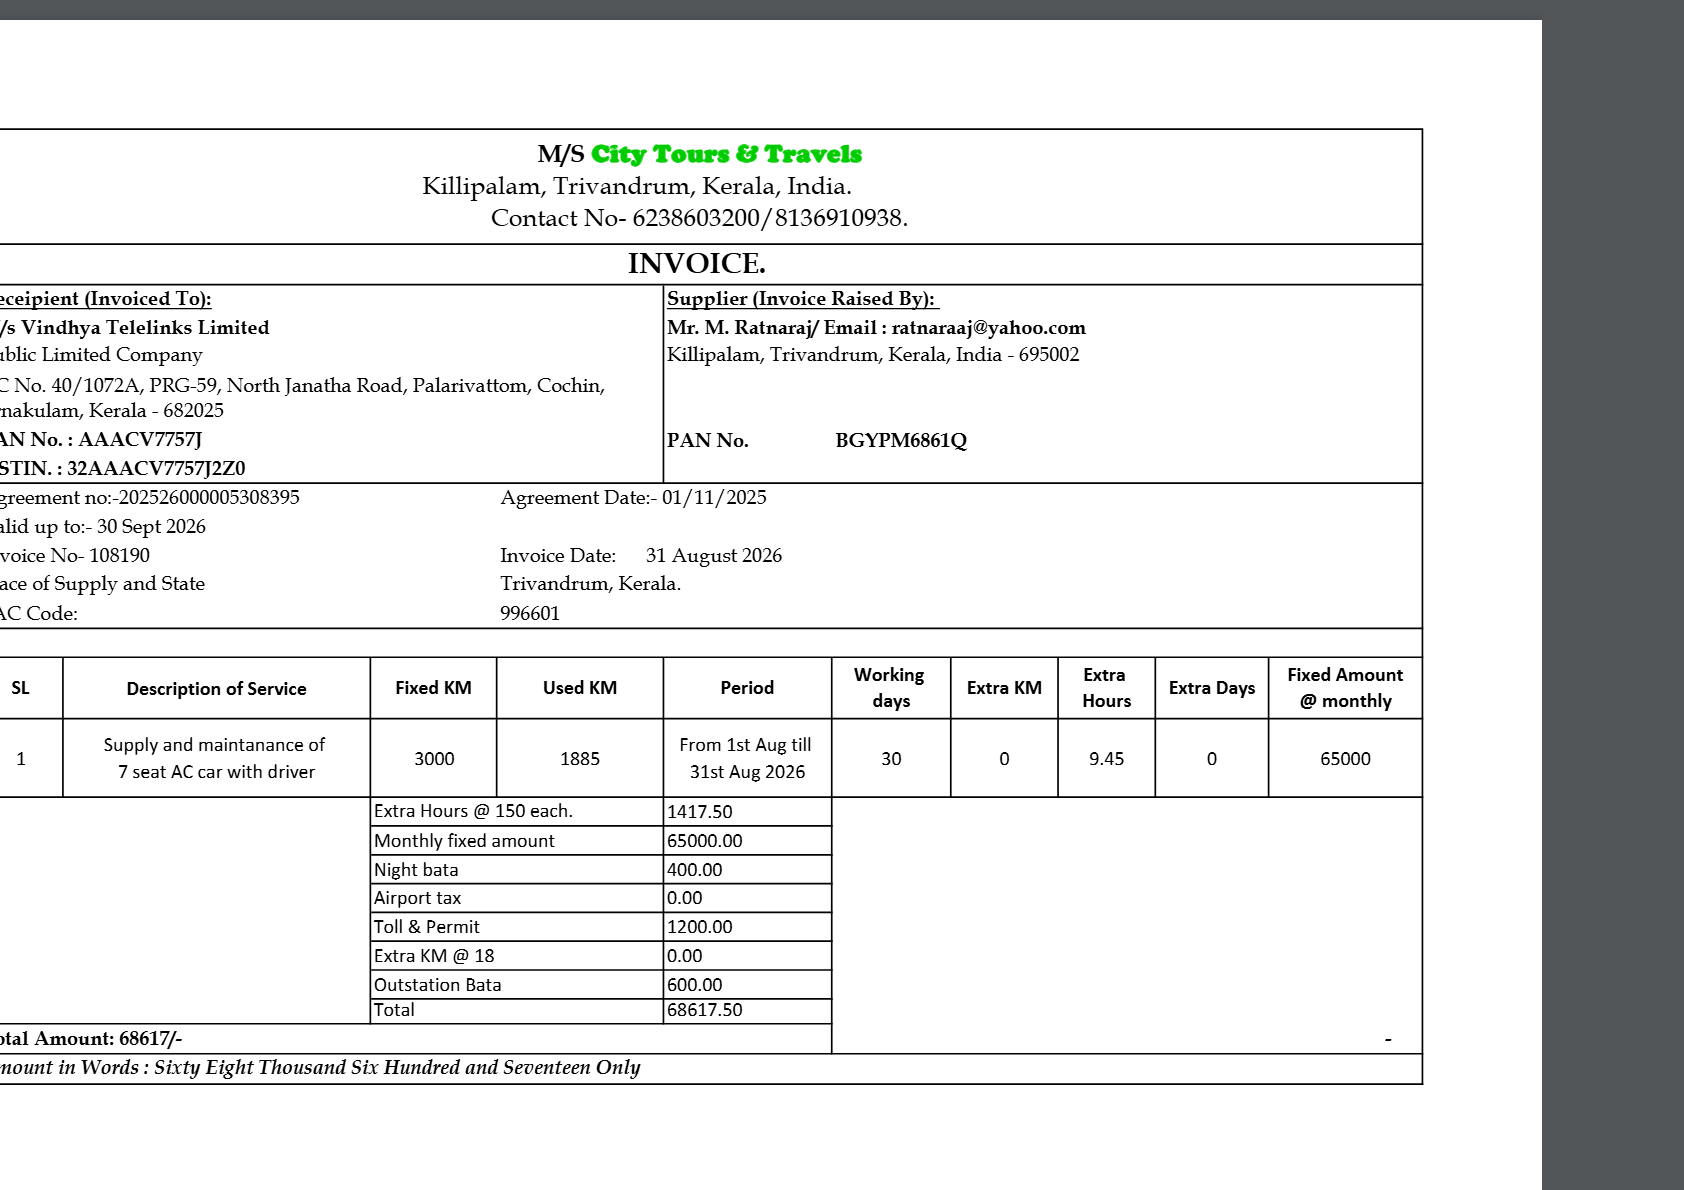 M/S City Tours & Travels
Killipalam, Trivandrum, Kerala, India.
Contact No- 6238603200/8136910938.
INVOICE.
eceipient (Invoiced To):
/s Vindhya Telelinks Limited
ublic Limited Company
C No. 40/1072A, PRG-59, North Janatha Road, Palarivattom, Cochin,
rnakulam, Kerala - 682025
AN No. : AAACV7757J
STIN. : 32AAACV7757J2Z0
Supplier (Invoice Raised By):
Mr. M. Ratnaraj/ Email : ratnaraaj@yahoo.com
Killipalam, Trivandrum, Kerala, India - 695002
PAN No. BGYPM6861Q
greement no:-202526000005308395 Agreement Date:- 01/11/2025
alid up to:- 30 Sept 2026
voice No- 108190 Invoice Date: 31 August 2026
ace of Supply and State Trivandrum, Kerala.
AC Code: 996601
SL Description of Service Fixed KM Used KM Period Working days Extra KM Extra Hours Extra Days Fixed Amount @ monthly
1 Supply and maintanance of 7 seat AC car with driver 3000 1885 From 1st Aug till 31st Aug 2026 30 0 9.45 0 65000
Extra Hours @ 150 each. 1417.50
Monthly fixed amount 65000.00
Night bata 400.00
Airport tax 0.00
Toll & Permit 1200.00
Extra KM @ 18 0.00
Outstation Bata 600.00
Total 68617.50
otal Amount: 68617/- -
mount in Words : Sixty Eight Thousand Six Hundred and Seventeen Only